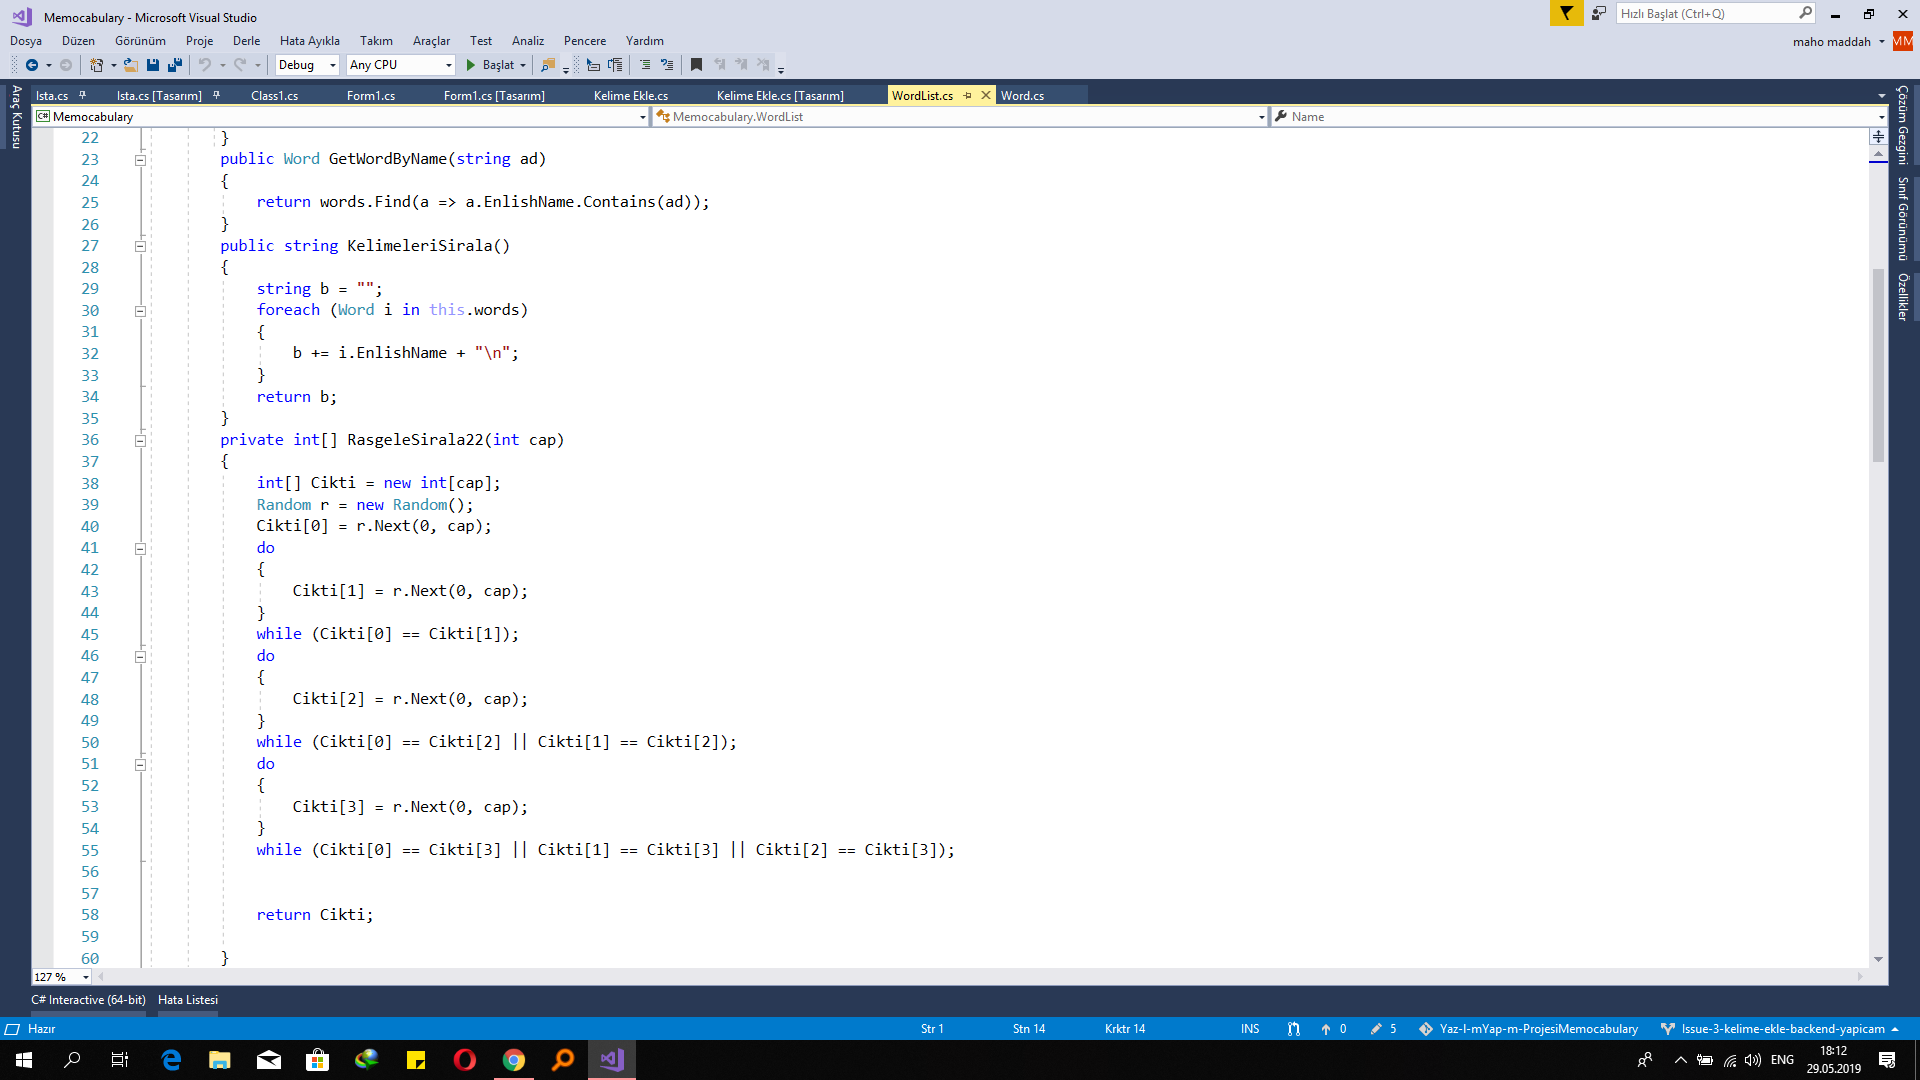 Memocabulary - Microsoft Visual Studio
Hızlı Başlat (Ctrl+Q)
Dosya Düzen Görünüm Proje Derle Hata Ayıkla Takım Araçlar Test Analiz Pencere Yardım
maho maddah MM
Debug Any CPU Başlat
Araç Kutusu
Ista.cs Ista.cs [Tasarım] Class1.cs Form1.cs Form1.cs [Tasarım] Kelime Ekle.cs Kelime Ekle.cs [Tasarım] WordList.cs Word.cs
C# Memocabulary Memocabulary.WordList Name
Çözüm Gezgini
Sınıf Görünümü
Özellikler
22 }
23 public Word GetWordByName(string ad)
24 {
25 return words.Find(a => a.EnlishName.Contains(ad));
26 }
27 public string KelimeleriSirala()
28 {
29 string b = "";
30 foreach (Word i in this.words)
31 {
32 b += i.EnlishName + "\n";
33 }
34 return b;
35 }
36 private int[] RasgeleSirala22(int cap)
37 {
38 int[] Cikti = new int[cap];
39 Random r = new Random();
40 Cikti[0] = r.Next(0, cap);
41 do
42 {
43 Cikti[1] = r.Next(0, cap);
44 }
45 while (Cikti[0] == Cikti[1]);
46 do
47 {
48 Cikti[2] = r.Next(0, cap);
49 }
50 while (Cikti[0] == Cikti[2] || Cikti[1] == Cikti[2]);
51 do
52 {
53 Cikti[3] = r.Next(0, cap);
54 }
55 while (Cikti[0] == Cikti[3] || Cikti[1] == Cikti[3] || Cikti[2] == Cikti[3]);
56
57
58 return Cikti;
59
60 }
127 %
C# Interactive (64-bit) Hata Listesi
Hazır Str 1 Stn 14 Krktr 14 INS 0 5 Yaz-l-mYap-m-ProjesiMemocabulary Issue-3-kelime-ekle-backend-yapicam
ENG 18:12
29.05.2019